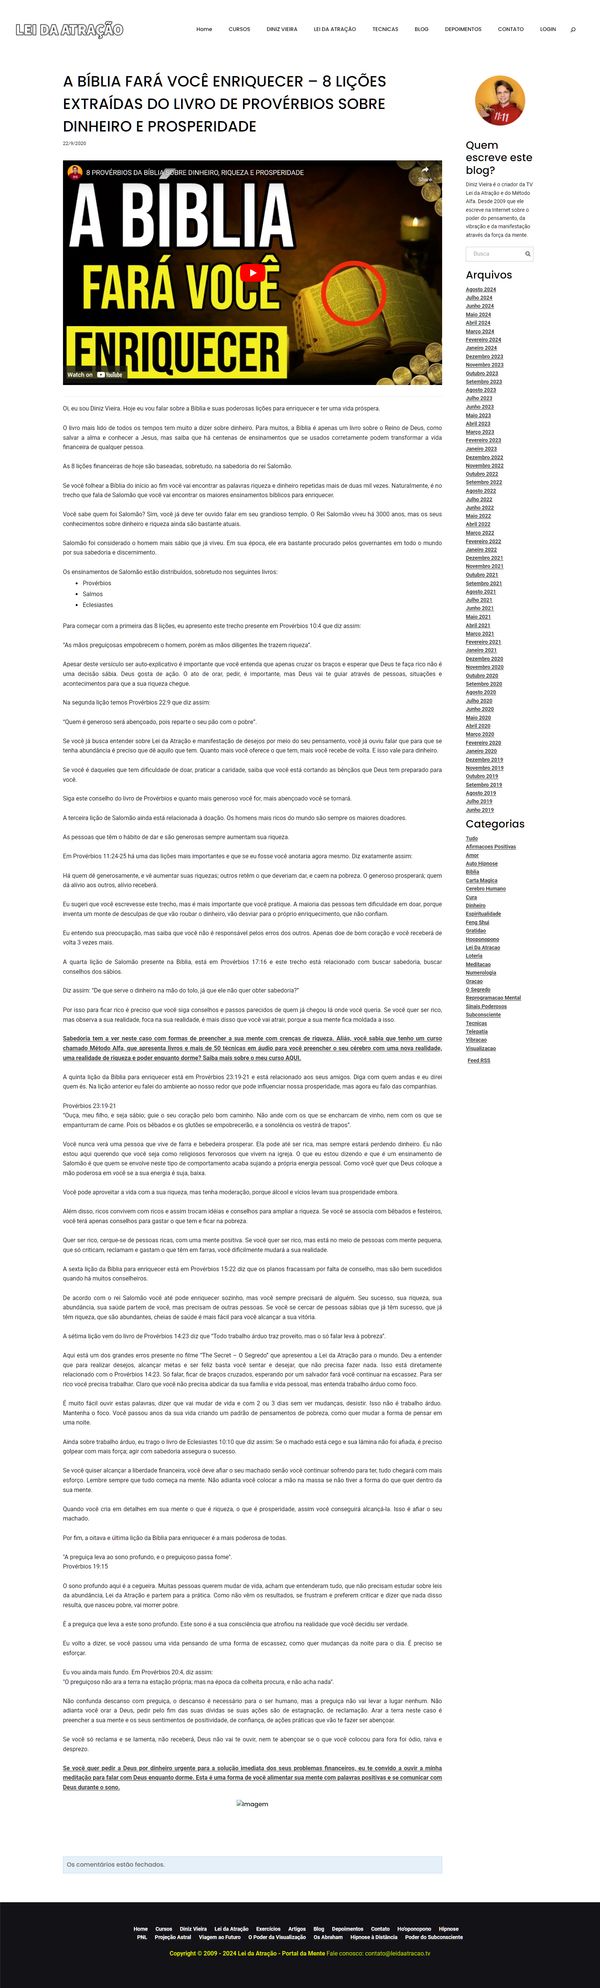 LEI DA ATRAÇÃO
Home CURSOS DINIZ VIEIRA LEI DA ATRAÇÃO TECNICAS BLOG DEPOIMENTOS CONTATO LOGIN
A BÍBLIA FARÁ VOCÊ ENRIQUECER – 8 LIÇÕES
EXTRAÍDAS DO LIVRO DE PROVÉRBIOS SOBRE
DINHEIRO E PROSPERIDADE
22/9/2020
8 PROVÉRBIOS DA BÍBLIA SOBRE DINHEIRO, RIQUEZA E PROSPERIDADE
Share
A BÍBLIA
FARÁ VOCÊ
ENRIQUECER
Watch on YouTube
Oi, eu sou Diniz Vieira. Hoje eu vou falar sobre a Bíblia e suas poderosas lições para enriquecer e ter uma vida próspera.
O livro mais lido de todos os tempos tem muito a dizer sobre dinheiro. Para muitos, a Bíblia é apenas um livro sobre o Reino de Deus, como
salvar a alma e conhecer a Jesus, mas saiba que há centenas de ensinamentos que se usados corretamente podem transformar a vida
financeira de qualquer pessoa.
As 8 lições financeiras de hoje são baseadas, sobretudo, na sabedoria do rei Salomão.
Se você folhear a Bíblia do início ao fim você vai encontrar as palavras riqueza e dinheiro repetidas mais de duas mil vezes. Naturalmente, é no
trecho que fala de Salomão que você vai encontrar os maiores ensinamentos bíblicos para enriquecer.
Você sabe quem foi Salomão? Sim, você já deve ter ouvido falar em seu grandioso templo. O Rei Salomão viveu há 3000 anos, mas os seus
conhecimentos sobre dinheiro e riqueza ainda são bastante atuais.
Salomão foi considerado o homem mais sábio que já viveu. Em sua época, ele era bastante procurado pelos governantes em todo o mundo
por sua sabedoria e discernimento.
Os ensinamentos de Salomão estão distribuídos, sobretudo nos seguintes livros:
• Provérbios
• Salmos
• Eclesiastes
Para começar com a primeira das 8 lições, eu apresento este trecho presente em Provérbios 10:4 que diz assim:
“As mãos preguiçosas empobrecem o homem, porém as mãos diligentes lhe trazem riqueza”.
Apesar deste versículo ser auto-explicativo é importante que você entenda que apenas cruzar os braços e esperar que Deus te faça rico não é
uma decisão sábia. Deus gosta de ação. O ato de orar, pedir, é importante, mas Deus vai te guiar através de pessoas, situações e
acontecimentos para que a sua riqueza chegue.
Na segunda lição temos Provérbios 22:9 que diz assim:
“Quem é generoso será abençoado, pois reparte o seu pão com o pobre”.
Se você já busca entender sobre Lei da Atração e manifestação de desejos por meio do seu pensamento, você já ouviu falar que para que se
tenha abundância é preciso que dê aquilo que tem. Quanto mais você oferece o que tem, mais você recebe de volta. E isso vale para dinheiro.
Se você é daqueles que tem dificuldade de doar, praticar a caridade, saiba que você está cortando as bênçãos que Deus tem preparado para
você.
Siga este conselho do livro de Provérbios e quanto mais generoso você for, mais abençoado você se tornará.
A terceira lição de Salomão ainda está relacionada à doação. Os homens mais ricos do mundo são sempre os maiores doadores.
As pessoas que têm o hábito de dar e são generosas sempre aumentam sua riqueza.
Em Provérbios 11:24-25 há uma das lições mais importantes e que se eu fosse você anotaria agora mesmo. Diz exatamente assim:
Há quem dê generosamente, e vê aumentar suas riquezas; outros retêm o que deveriam dar, e caem na pobreza. O generoso prosperará; quem
dá alívio aos outros, alívio receberá.
Eu sugeri que você escrevesse este trecho, mas é mais importante que você pratique. A maioria das pessoas tem dificuldade em doar, porque
inventa um monte de desculpas de que vão roubar o dinheiro, vão desviar para o próprio enriquecimento, que não confiam.
Eu entendo sua preocupação, mas saiba que você não é responsável pelos erros dos outros. Apenas doe de bom coração e você receberá de
volta 3 vezes mais.
A quarta lição de Salomão presente na Bíblia, está em Provérbios 17:16 e este trecho está relacionado com buscar sabedoria, buscar
conselhos dos sábios.
Diz assim: “De que serve o dinheiro na mão do tolo, já que ele não quer obter sabedoria?”
Por isso para ficar rico é preciso que você siga conselhos e passos parecidos de quem já chegou lá onde você queria. Se você quer ser rico,
mas observa a sua realidade, foca na sua realidade, é mais disso que você vai atrair, porque a sua mente fica moldada a isso.
Sabedoria tem a ver neste caso com formas de preencher a sua mente com crenças de riqueza. Aliás, você sabia que tenho um curso
chamado Método Alfa, que apresenta livros e mais de 50 técnicas em áudio para você preencher o seu cérebro com uma nova realidade,
uma realidade de riqueza e poder enquanto dorme? Saiba mais sobre o meu curso AQUI.
A quinta lição da Bíblia para enriquecer está em Provérbios 23:19-21 e está relacionado aos seus amigos. Diga com quem andas e eu direi
quem és. Na lição anterior eu falei do ambiente ao nosso redor que pode influenciar nossa prosperidade, mas agora eu falo das companhias.
Provérbios 23:19-21
“Ouça, meu filho, e seja sábio; guie o seu coração pelo bom caminho. Não ande com os que se encharcam de vinho, nem com os que se
empanturram de carne. Pois os bêbados e os glutões se empobrecerão, e a sonolência os vestirá de trapos”.
Você nunca verá uma pessoa que vive de farra e bebedeira prosperar. Ela pode até ser rica, mas sempre estará perdendo dinheiro. Eu não
estou aqui querendo que você seja como religiosos fervorosos que vivem na igreja. O que eu estou dizendo e que é um ensinamento de
Salomão é que quem se envolve neste tipo de comportamento acaba sujando a própria energia pessoal. Como você quer que Deus coloque a
mão poderosa em você se a sua energia é suja, baixa.
Você pode aproveitar a vida com a sua riqueza, mas tenha moderação, porque álcool e vícios levam sua prosperidade embora.
Além disso, ricos convivem com ricos e assim trocam idéias e conselhos para ampliar a riqueza. Se você se associa com bêbados e festeiros,
você terá apenas conselhos para gastar o que tem e ficar na pobreza.
Quer ser rico, cerque-se de pessoas ricas, com uma mente positiva. Se você quer ser rico, mas está no meio de pessoas com mente pequena,
que só criticam, reclamam e gastam o que têm em farras, você dificilmente mudará a sua realidade.
A sexta lição da Bíblia para enriquecer está em Provérbios 15:22 diz que os planos fracassam por falta de conselho, mas são bem sucedidos
quando há muitos conselheiros.
De acordo com o rei Salomão você até pode enriquecer sozinho, mas você sempre precisará de alguém. Seu sucesso, sua riqueza, sua
abundância, sua saúde partem de você, mas precisam de outras pessoas. Se você se cercar de pessoas sábias que já têm sucesso, que já
têm riqueza, que são abundantes, cheias de saúde é mais fácil para você alcançar a sua vitória.
A sétima lição vem do livro de Provérbios 14:23 diz que “Todo trabalho árduo traz proveito, mas o só falar leva à pobreza”.
Aqui está um dos grandes erros presente no filme “The Secret – O Segredo” que apresentou a Lei da Atração para o mundo. Deu a entender
que para realizar desejos, alcançar metas e ser feliz basta você sentar e desejar, que não precisa fazer nada. Isso está diretamente
relacionado com o Provérbios 14:23. Só falar, ficar de braços cruzados, esperando por um salvador fará você continuar na escassez. Para ser
rico você precisa trabalhar. Claro que você não precisa abdicar da sua família e vida pessoal, mas entenda trabalho árduo como foco.
É muito fácil ouvir estas palavras, dizer que vai mudar de vida e com 2 ou 3 dias sem ver mudanças, desistir. Isso não é trabalho árduo.
Mantenha o foco. Você passou anos da sua vida criando um padrão de pensamentos de pobreza, como quer mudar a forma de pensar em
uma noite.
Ainda sobre trabalho árduo, eu trago o livro de Eclesiastes 10:10 que diz assim: Se o machado está cego e sua lâmina não foi afiada, é preciso
golpear com mais força; agir com sabedoria assegura o sucesso.
Se você quiser alcançar a liberdade financeira, você deve afiar o seu machado senão você continuar sofrendo para ter, tudo chegará com mais
esforço. Lembre sempre que tudo começa na mente. Não adianta você colocar a mão na massa se não tiver a forma do que quer dentro da
sua mente.
Quando você cria em detalhes em sua mente o que é riqueza, o que é prosperidade, assim você conseguirá alcançá-la. Isso é afiar o seu
machado.
Por fim, a oitava e última lição da Bíblia para enriquecer é a mais poderosa de todas.
“A preguiça leva ao sono profundo, e o preguiçoso passa fome”.
Provérbios 19:15
O sono profundo aqui é a cegueira. Muitas pessoas querem mudar de vida, acham que entenderam tudo, que não precisam estudar sobre leis
da abundância, Lei da Atração e partem para a prática. Como não vêm os resultados, se frustram e preferem criticar e dizer que nada disso
resulta, que nasceu pobre, vai morrer pobre.
É a preguiça que leva a este sono profundo. Este sono é a sua consciência que atrofiou na realidade que você decidiu ser verdade.
Eu volto a dizer, se você passou uma vida pensando de uma forma de escassez, como quer mudanças da noite para o dia. É preciso se
esforçar.
Eu vou ainda mais fundo. Em Provérbios 20:4, diz assim:
“O preguiçoso não ara a terra na estação própria; mas na época da colheita procura, e não acha nada”.
Não confunda descanso com preguiça, o descanso é necessário para o ser humano, mas a preguiça não vai levar a lugar nenhum. Não
adianta você orar a Deus, pedir pelo fim das suas dívidas se suas ações são de estagnação, de reclamação. Arar a terra neste caso é
preencher a sua mente e os seus sentimentos de positividade, de confiança, de ações práticas que vão te fazer ser abençoar.
Se você só reclama e se lamenta, não receberá, Deus não vai te ouvir, nem te abençoar se o que você colocou para fora foi ódio, raiva e
desprezo.
Se você quer pedir a Deus por dinheiro urgente para a solução imediata dos seus problemas financeiros, eu te convido a ouvir a minha
meditação para falar com Deus enquanto dorme. Esta é uma forma de você alimentar sua mente com palavras positivas e se comunicar com
Deus durante o sono.
Imagem
Os comentários estão fechados.
11:11
Quem
escreve este
blog?
Diniz Vieira é o criador da TV
Lei da Atração e do Método
Alfa. Desde 2009 que ele
escreve na Internet sobre o
poder do pensamento, da
vibração e da manifestação
através da força da mente.
Busca
Arquivos
Agosto 2024
Julho 2024
Junho 2024
Maio 2024
Abril 2024
Março 2024
Fevereiro 2024
Janeiro 2024
Dezembro 2023
Novembro 2023
Outubro 2023
Setembro 2023
Agosto 2023
Julho 2023
Junho 2023
Maio 2023
Abril 2023
Março 2023
Fevereiro 2023
Janeiro 2023
Dezembro 2022
Novembro 2022
Outubro 2022
Setembro 2022
Agosto 2022
Julho 2022
Junho 2022
Maio 2022
Abril 2022
Março 2022
Fevereiro 2022
Janeiro 2022
Dezembro 2021
Novembro 2021
Outubro 2021
Setembro 2021
Agosto 2021
Julho 2021
Junho 2021
Maio 2021
Abril 2021
Março 2021
Fevereiro 2021
Janeiro 2021
Dezembro 2020
Novembro 2020
Outubro 2020
Setembro 2020
Agosto 2020
Julho 2020
Junho 2020
Maio 2020
Abril 2020
Março 2020
Fevereiro 2020
Janeiro 2020
Dezembro 2019
Novembro 2019
Outubro 2019
Setembro 2019
Agosto 2019
Julho 2019
Junho 2019
Categorias
Tudo
Afirmacoes Positivas
Amor
Auto Hipnose
Bíblia
Carta Magica
Cerebro Humano
Cura
Dinheiro
Espiritualidade
Feng Shui
Gratidao
Hooponopono
Lei Da Atracao
Loteria
Meditacao
Numerologia
Oracao
O Segredo
Reprogramacao Mental
Sinais Poderosos
Subconsciente
Tecnicas
Telepatia
Vibracao
Visualizacao
Feed RSS
Home Cursos Diniz Vieira Lei da Atração Exercícios Artigos Blog Depoimentos Contato Ho'oponopono Hipnose
PNL Projeção Astral Viagem ao Futuro O Poder da Visualização Os Abraham Hipnose à Distância Poder do Subconsciente
Copyright © 2009 - 2024 Lei da Atração - Portal da Mente Fale conosco: contato@leidaatracao.tv